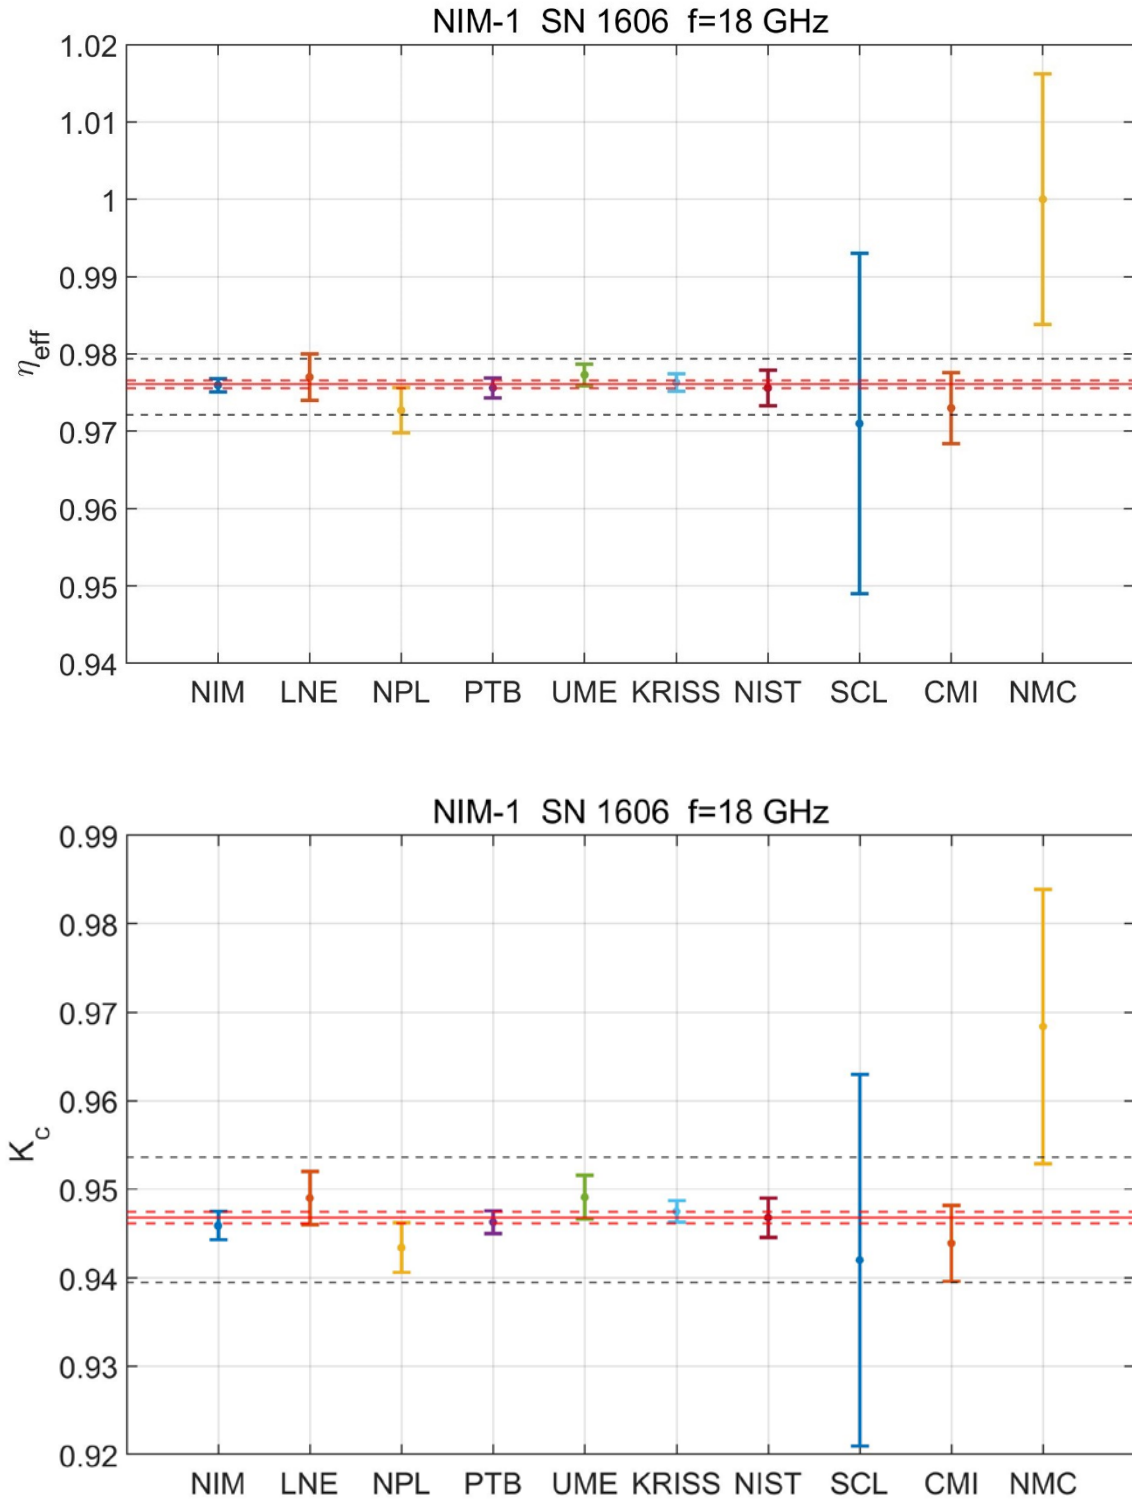 NIM-1 SN 1606 f=18 GHz
1.02
1.01
1
0.99
0.98
0.97
0.96
0.95
0.94
ηeff
NIM LNE NPL PTB UME KRISS NIST SCL CMI NMC
NIM-1 SN 1606 f=18 GHz
0.99
0.98
0.97
0.96
0.95
0.94
0.93
0.92
Kc
NIM LNE NPL PTB UME KRISS NIST SCL CMI NMC